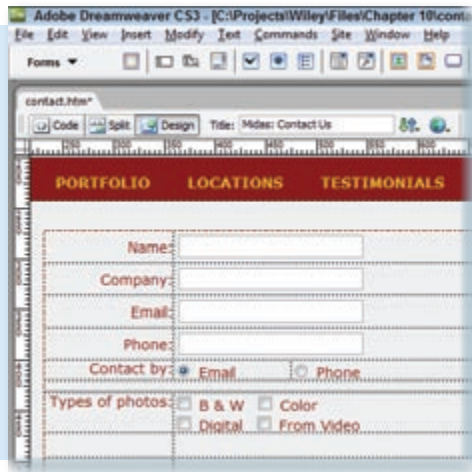 Adobe Dreamweaver CS3 - [C:\Projects\Wiley\Files\Chapter 10\cont
File Edit View Insert Modify Text Commands Site Window Help
Forms
contact.htm*
Code Split Design Title: Midas: Contact Us
PORTFOLIO LOCATIONS TESTIMONIALS
Name:
Company:
Email:
Phone:
Contact by: Email Phone
Types of photos: B & W Color
Digital From Video